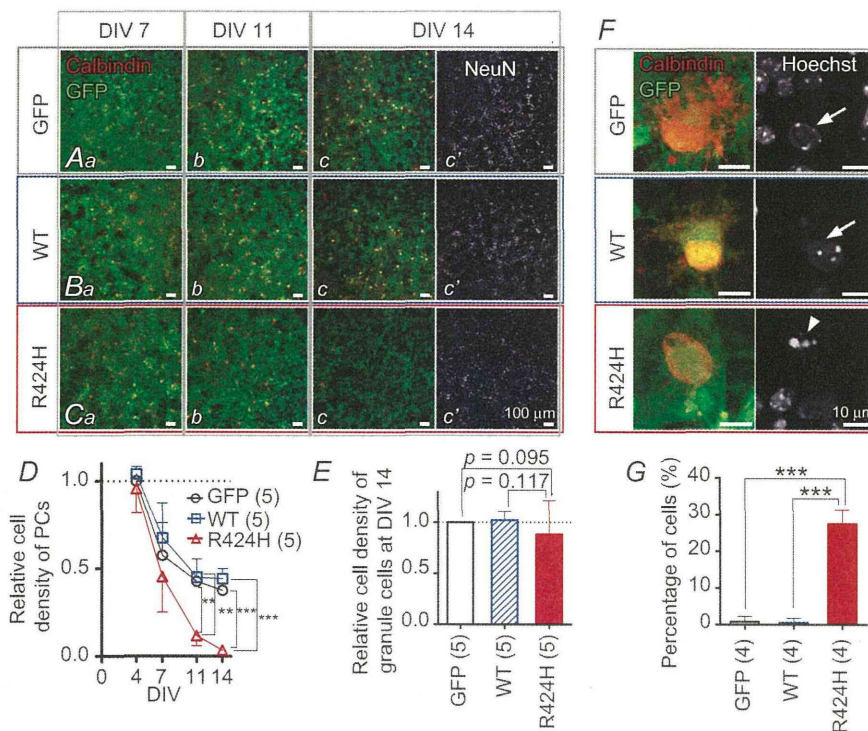 DIV 7 DIV 11 DIV 14
GFP
Calbindin
GFP
NeuN
Aa b c c'
WT
Ba b c c'
R424H
Ca b c c'
100 μm
F
GFP
Calbindin
GFP
Hoechst
WT
R424H
10 μm
D
Relative cell
density of PCs
1.0
0.5
0.0
0 4 7 11 14
DIV
GFP (5)
WT (5)
R424H (5)
** ** *** ***
E
Relative cell density of
granule cells at DIV 14
p = 0.095
p = 0.117
1.0
0.5
0.0
GFP (5)
WT (5)
R424H (5)
G
Percentage of cells (%)
***
***
40
30
20
10
0
GFP (4)
WT (4)
R424H (4)